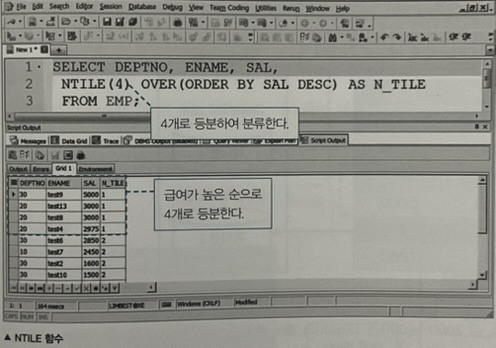 File Edit Search Editor Session Database Debug View Team Coding Utilities Rerun Window Help
New 1 *
1 SELECT DEPTNO, ENAME, SAL,
2 NTILE(4) OVER(ORDER BY SAL DESC) AS N_TILE
3 FROM EMP;
4개로 등분하여 분류한다.
Script Output
Messages Data Grid Trace DBMS Output (disabled) Query Viewer Explain Plan Script Output
Output Errors Grid 1 Environment
DEPTNO ENAME SAL N_TILE
30 test9 5000 1
20 test13 3000 1
20 test8 3000 1
20 test4 2975 1
30 test6 2850 2
10 test7 2450 2
30 test2 1600 2
30 test10 1500 2
급여가 높은 순으로
4개로 등분한다.
1: 1 104 msecs LIMBEST@XE Windows (CRLF) Modified
CAPS NUM INS
▲ NTILE 함수